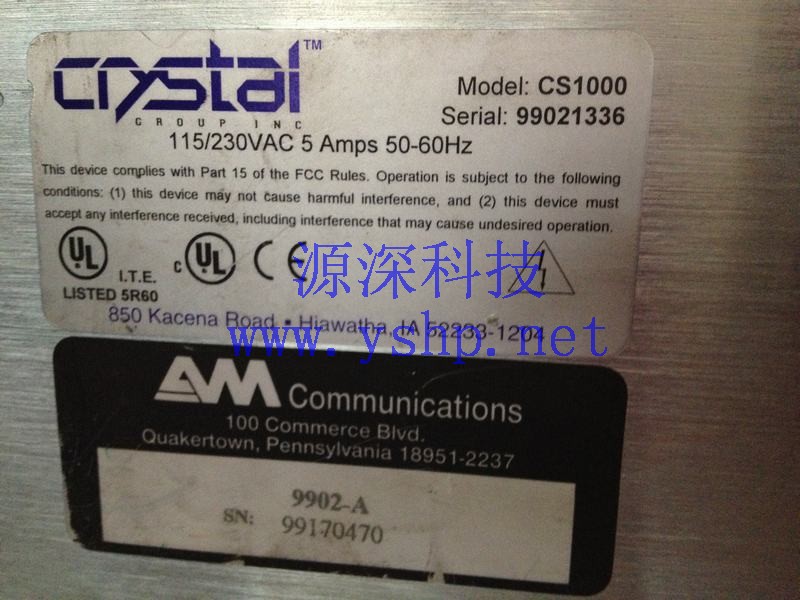 crystal™
GROUP INC
Model: CS1000
Serial: 99021336
115/230VAC 5 Amps 50-60Hz
This device complies with Part 15 of the FCC Rules. Operation is subject to the following
conditions: (1) this device may not cause harmful interference, and (2) this device must
accept any interference received, including interference that may cause undesired operation.
UL I.T.E. c UL CE
LISTED 5R60
源深科技
850 Kacena Road • Hiawatha, IA 52233-1204
www.yshp.net
AM Communications
100 Commerce Blvd.
Quakertown, Pennsylvania 18951-2237
9902-A
SN: 99170470